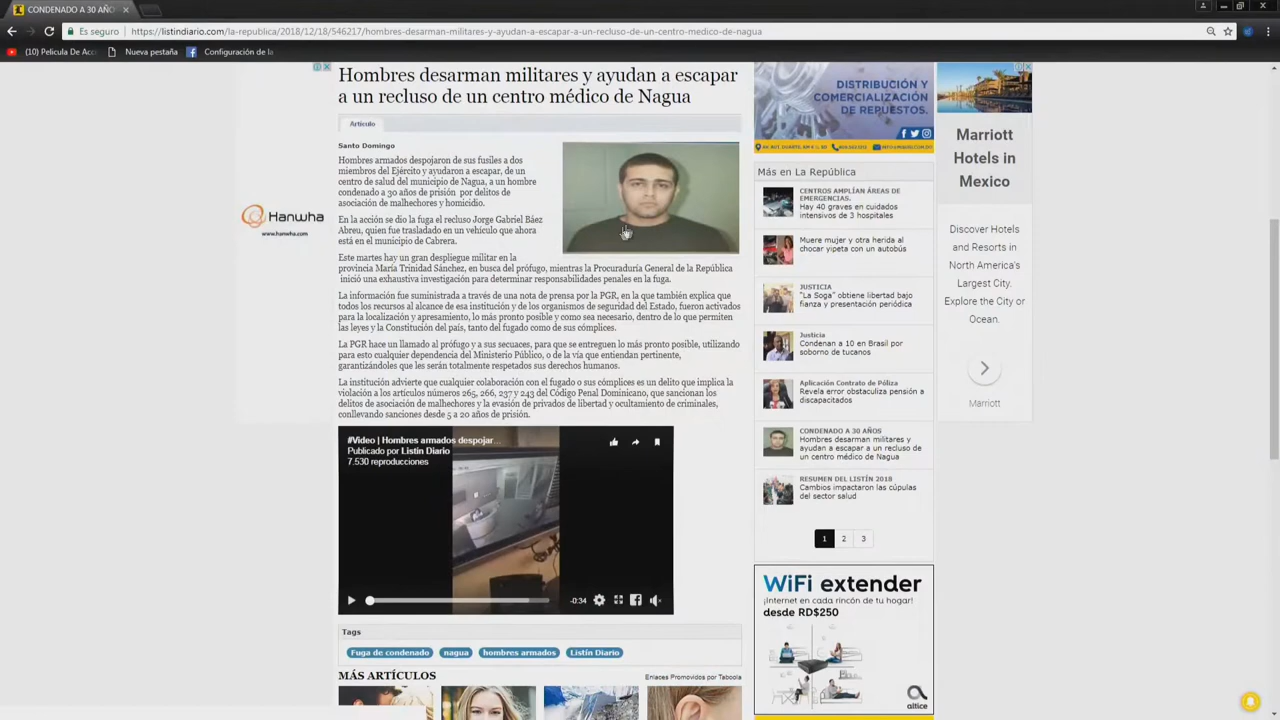 CONDENADO A 30 AÑO
Es seguro
https://listindiario.com/la-republica/2018/12/18/546217/hombres-desarman-militares-y-ayudan-a-escapar-a-un-recluso-de-un-centro-medico-de-nagua
(10) Pelicula De Acc
Nueva pestaña
Configuración de la
Hombres desarman militares y ayudan a escapar
a un recluso de un centro médico de Nagua
Artículo
Santo Domingo
Hombres armados despojaron de sus fusiles a dos
miembros del Ejército y ayudaron a escapar, de un
centro de salud del municipio de Nagua, a un hombre
condenado a 30 años de prisión por delitos de
asociación de malhechores y homicidio.
En la acción se dio la fuga el recluso Jorge Gabriel Báez
Abreu, quien fue trasladado en un vehículo que ahora
está en el municipio de Cabrera.
Este martes hay un gran despliegue militar en la
provincia María Trinidad Sánchez, en busca del prófugo, mientras la Procuraduría General de la República
inició una exhaustiva investigación para determinar responsabilidades penales en la fuga.
La información fue suministrada a través de una nota de prensa por la PGR, en la que también explica que
todos los recursos al alcance de esa institución y de los organismos de seguridad del Estado, fueron activados
para la localización y apresamiento, lo más pronto posible y como sea necesario, dentro de lo que permiten
las leyes y la Constitución del país, tanto del fugado como de sus cómplices.
La PGR hace un llamado al prófugo y a sus secuaces, para que se entreguen lo más pronto posible, utilizando
para esto cualquier dependencia del Ministerio Público, o de la vía que entiendan pertinente,
garantizándoles que les serán totalmente respetados sus derechos humanos.
La institución advierte que cualquier colaboración con el fugado o sus cómplices es un delito que implica la
violación a los artículos números 265, 266, 237 y 243 del Código Penal Dominicano, que sancionan los
delitos de asociación de malhechores y la evasión de privados de libertad y ocultamiento de criminales,
conllevando sanciones desde 5 a 20 años de prisión.
#Video | Hombres armados despojar...
Publicado por Listín Diario
7.530 reproducciones
-0:34
Tags
Fuga de condenado
nagua
hombres armados
Listín Diario
MÁS ARTÍCULOS
Enlaces Promovidos por Taboola
Hanwha
www.hanwha.com
DISTRIBUCIÓN Y
COMERCIALIZACIÓN
DE REPUESTOS.
Más en La República
CENTROS AMPLÍAN ÁREAS DE
EMERGENCIAS.
Hay 40 graves en cuidados
intensivos de 3 hospitales
Muere mujer y otra herida al
chocar yipeta con un autobús
JUSTICIA
"La Soga" obtiene libertad bajo
fianza y presentación periódica
Justicia
Condenan a 10 en Brasil por
soborno de tucanos
Aplicación Contrato de Póliza
Revela error obstaculiza pensión a
discapacitados
CONDENADO A 30 AÑOS
Hombres desarman militares y
ayudan a escapar a un recluso de
un centro médico de Nagua
RESUMEN DEL LISTÍN 2018
Cambios impactaron las cúpulas
del sector salud
1
2
3
WiFi extender
¡Internet en cada rincón de tu hogar!
desde RD$250
altice
Marriott
Hotels in
Mexico
Discover Hotels
and Resorts in
North America's
Largest City.
Explore the City or
Ocean.
Marriott